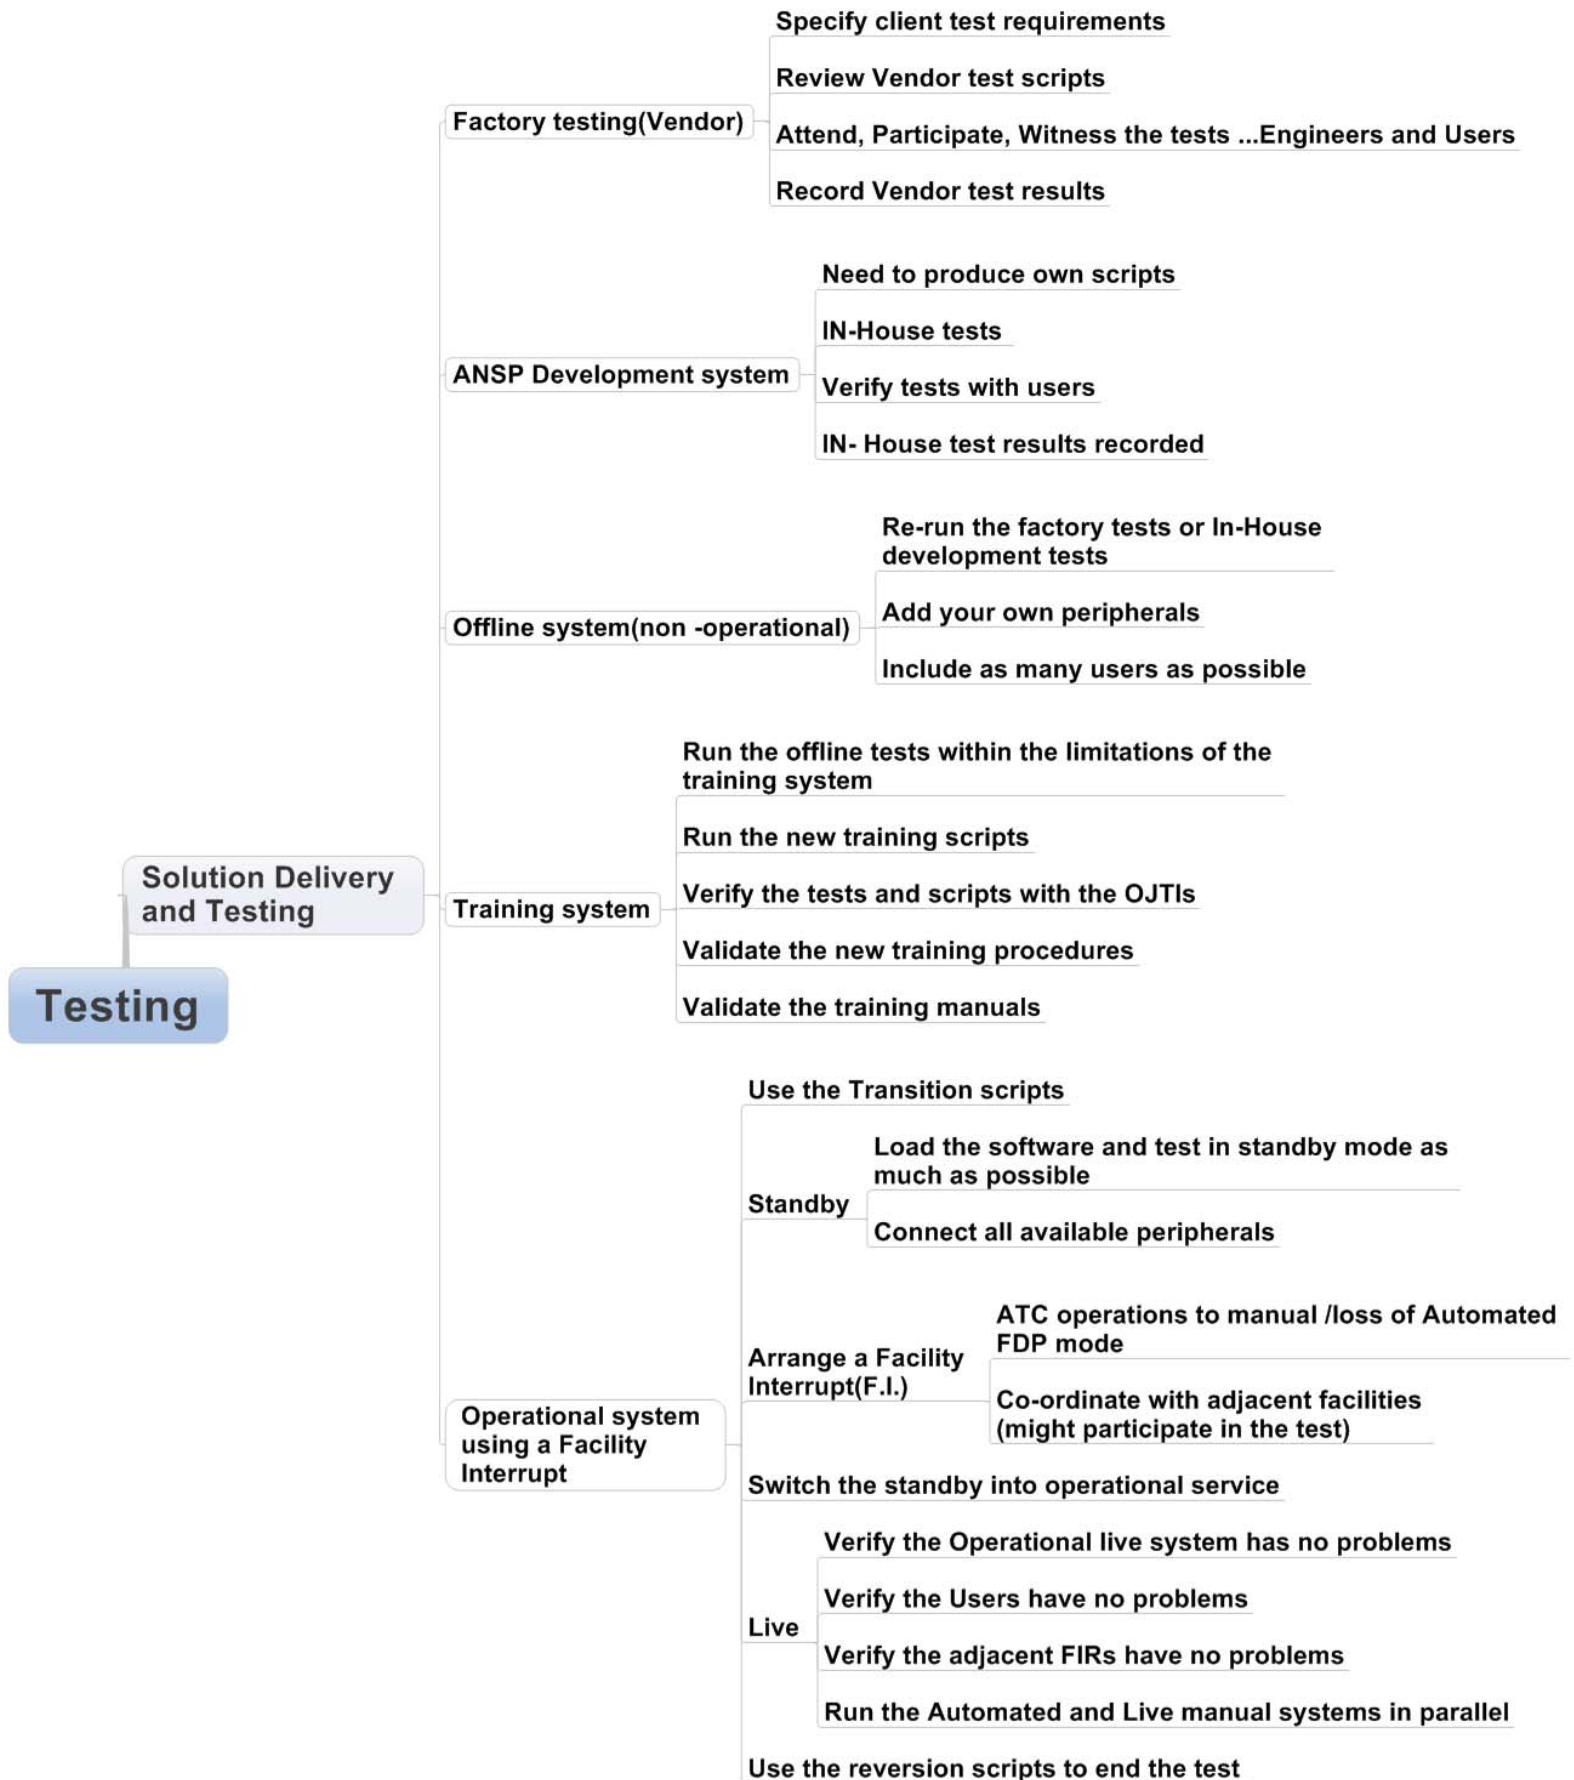 Testing
Solution Delivery
and Testing
Factory testing(Vendor)
Specify client test requirements
Review Vendor test scripts
Attend, Participate, Witness the tests ...Engineers and Users
Record Vendor test results
ANSP Development system
Need to produce own scripts
IN-House tests
Verify tests with users
IN- House test results recorded
Offline system(non -operational)
Re-run the factory tests or In-House
development tests
Add your own peripherals
Include as many users as possible
Training system
Run the offline tests within the limitations of the
training system
Run the new training scripts
Verify the tests and scripts with the OJTIs
Validate the new training procedures
Validate the training manuals
Operational system
using a Facility
Interrupt
Use the Transition scripts
Standby
Load the software and test in standby mode as
much as possible
Connect all available peripherals
Arrange a Facility
Interrupt(F.I.)
ATC operations to manual /loss of Automated
FDP mode
Co-ordinate with adjacent facilities
(might participate in the test)
Switch the standby into operational service
Live
Verify the Operational live system has no problems
Verify the Users have no problems
Verify the adjacent FIRs have no problems
Run the Automated and Live manual systems in parallel
Use the reversion scripts to end the test